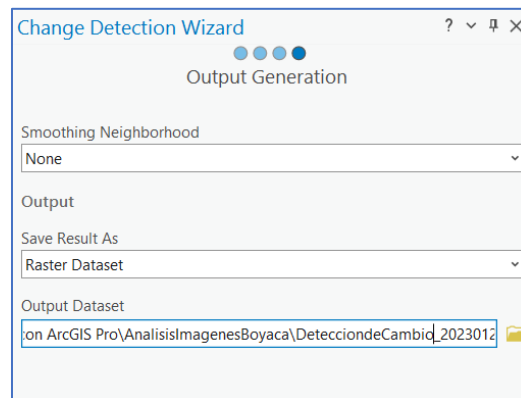 Change Detection Wizard
Output Generation
Smoothing Neighborhood
None
Output
Save Result As
Raster Dataset
Output Dataset
:on ArcGIS Pro\AnalisisImagenesBoyaca\DetecciondeCambio_2023012